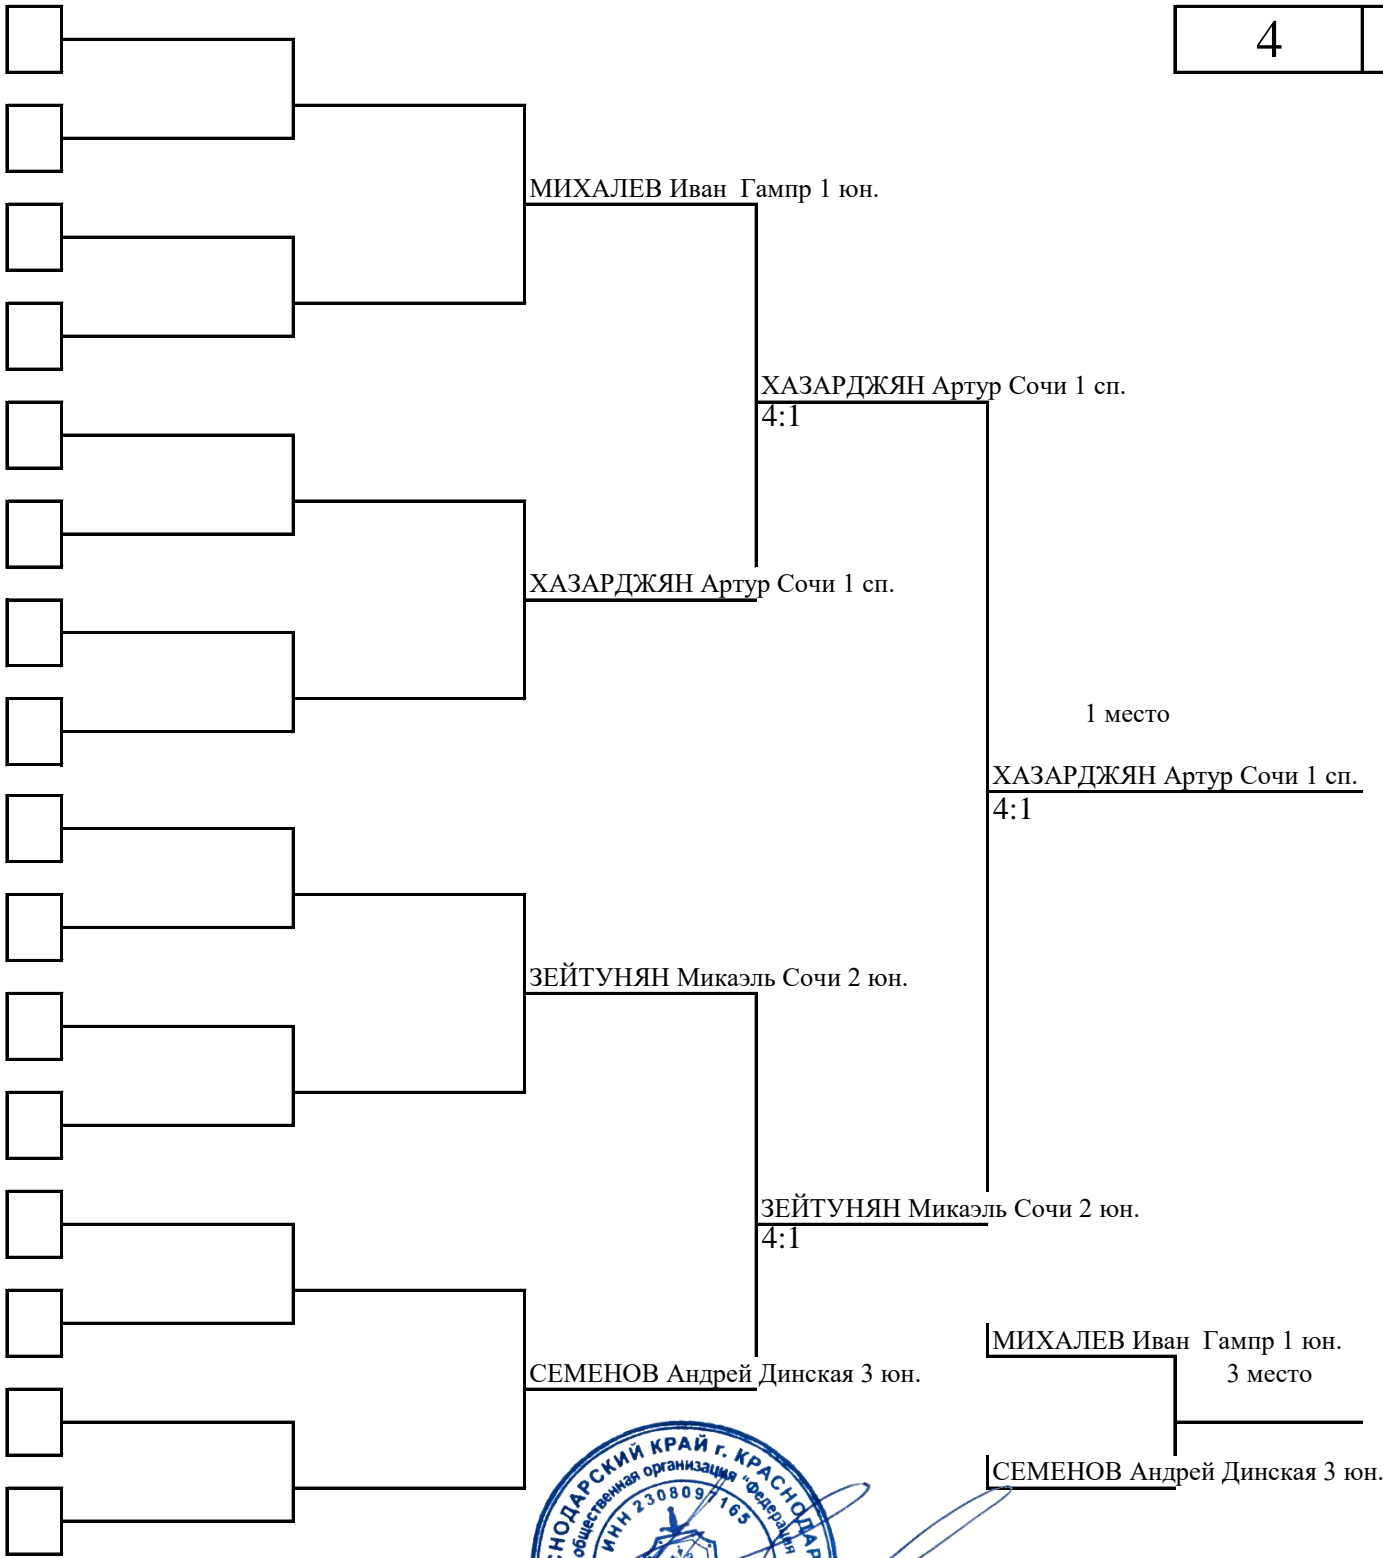 4
МИХАЛЕВ Иван  Гампр 1 юн.
ХАЗАРДЖЯН Артур Сочи 1 сп.
4:1
ХАЗАРДЖЯН Артур Сочи 1 сп.
1 место
ХАЗАРДЖЯН Артур Сочи 1 сп.
4:1
ЗЕЙТУНЯН Микаэль Сочи 2 юн.
ЗЕЙТУНЯН Микаэль Сочи 2 юн.
4:1
МИХАЛЕВ Иван  Гампр 1 юн.
3 место
СЕМЕНОВ Андрей Динская 3 юн.
СЕМЕНОВ Андрей Динская 3 юн.
КРАЙ г.
общественная организация "Федерация
ИНН 2308097165